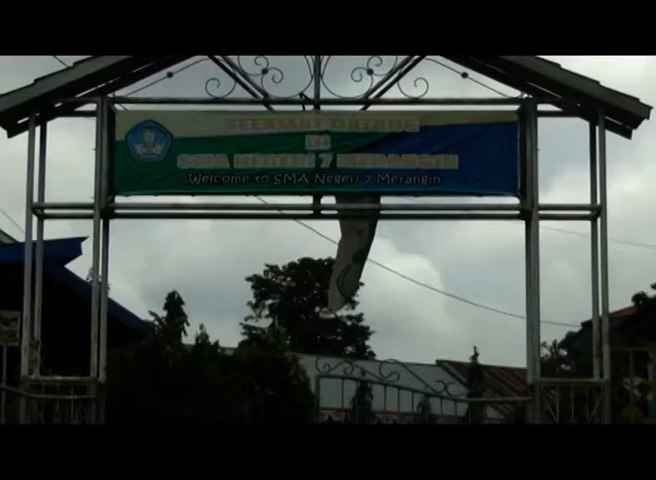 SELAMAT DATANG
DI
SMA NEGERI 7 MERANGIN
Welcome to SMA Negeri 7 Merangin